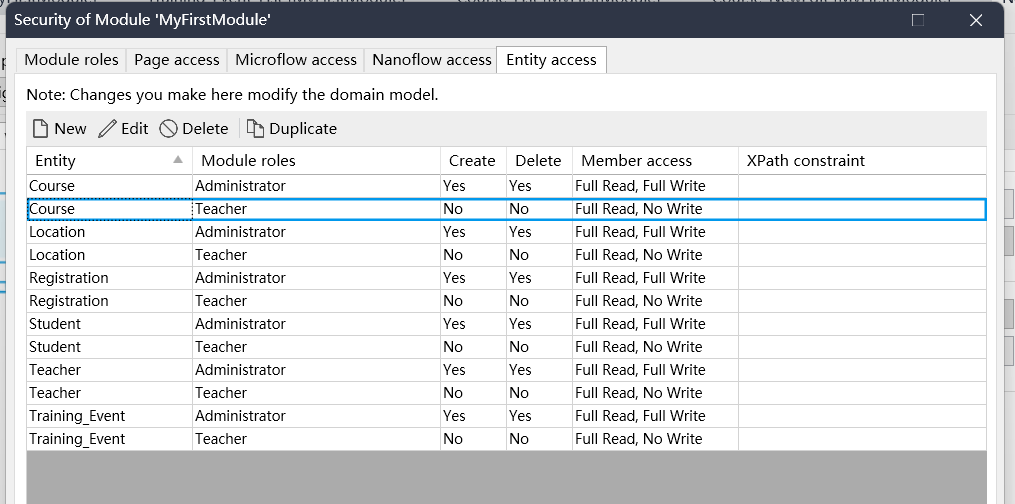 Security of Module 'MyFirstModule'
Module roles Page access Microflow access Nanoflow access Entity access
Note: Changes you make here modify the domain model.
New Edit Delete Duplicate
Entity Module roles Create Delete Member access XPath constraint
Course Administrator Yes Yes Full Read, Full Write
Course Teacher No No Full Read, No Write
Location Administrator Yes Yes Full Read, Full Write
Location Teacher No No Full Read, No Write
Registration Administrator Yes Yes Full Read, Full Write
Registration Teacher No No Full Read, No Write
Student Administrator Yes Yes Full Read, Full Write
Student Teacher No No Full Read, No Write
Teacher Administrator Yes Yes Full Read, Full Write
Teacher Teacher No No Full Read, No Write
Training_Event Administrator Yes Yes Full Read, Full Write
Training_Event Teacher No No Full Read, No Write